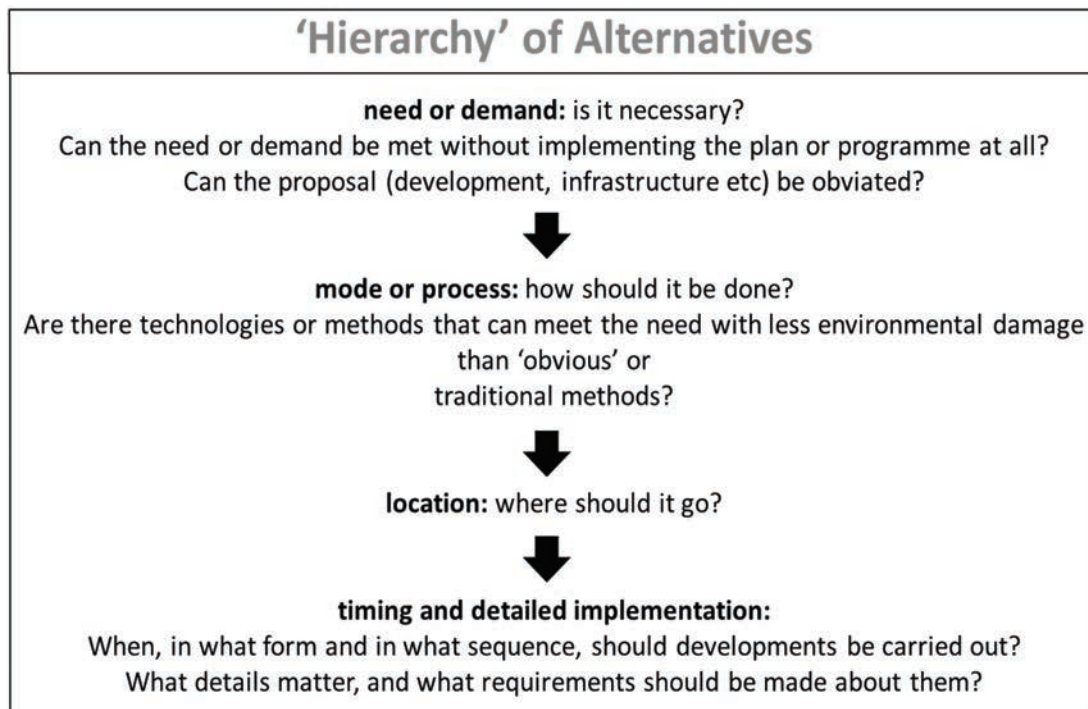 ‘Hierarchy’ of Alternatives
need or demand: is it necessary?
Can the need or demand be met without implementing the plan or programme at all?
Can the proposal (development, infrastructure etc) be obviated?
mode or process: how should it be done?
Are there technologies or methods that can meet the need with less environmental damage
than ‘obvious’ or
traditional methods?
location: where should it go?
timing and detailed implementation:
When, in what form and in what sequence, should developments be carried out?
What details matter, and what requirements should be made about them?